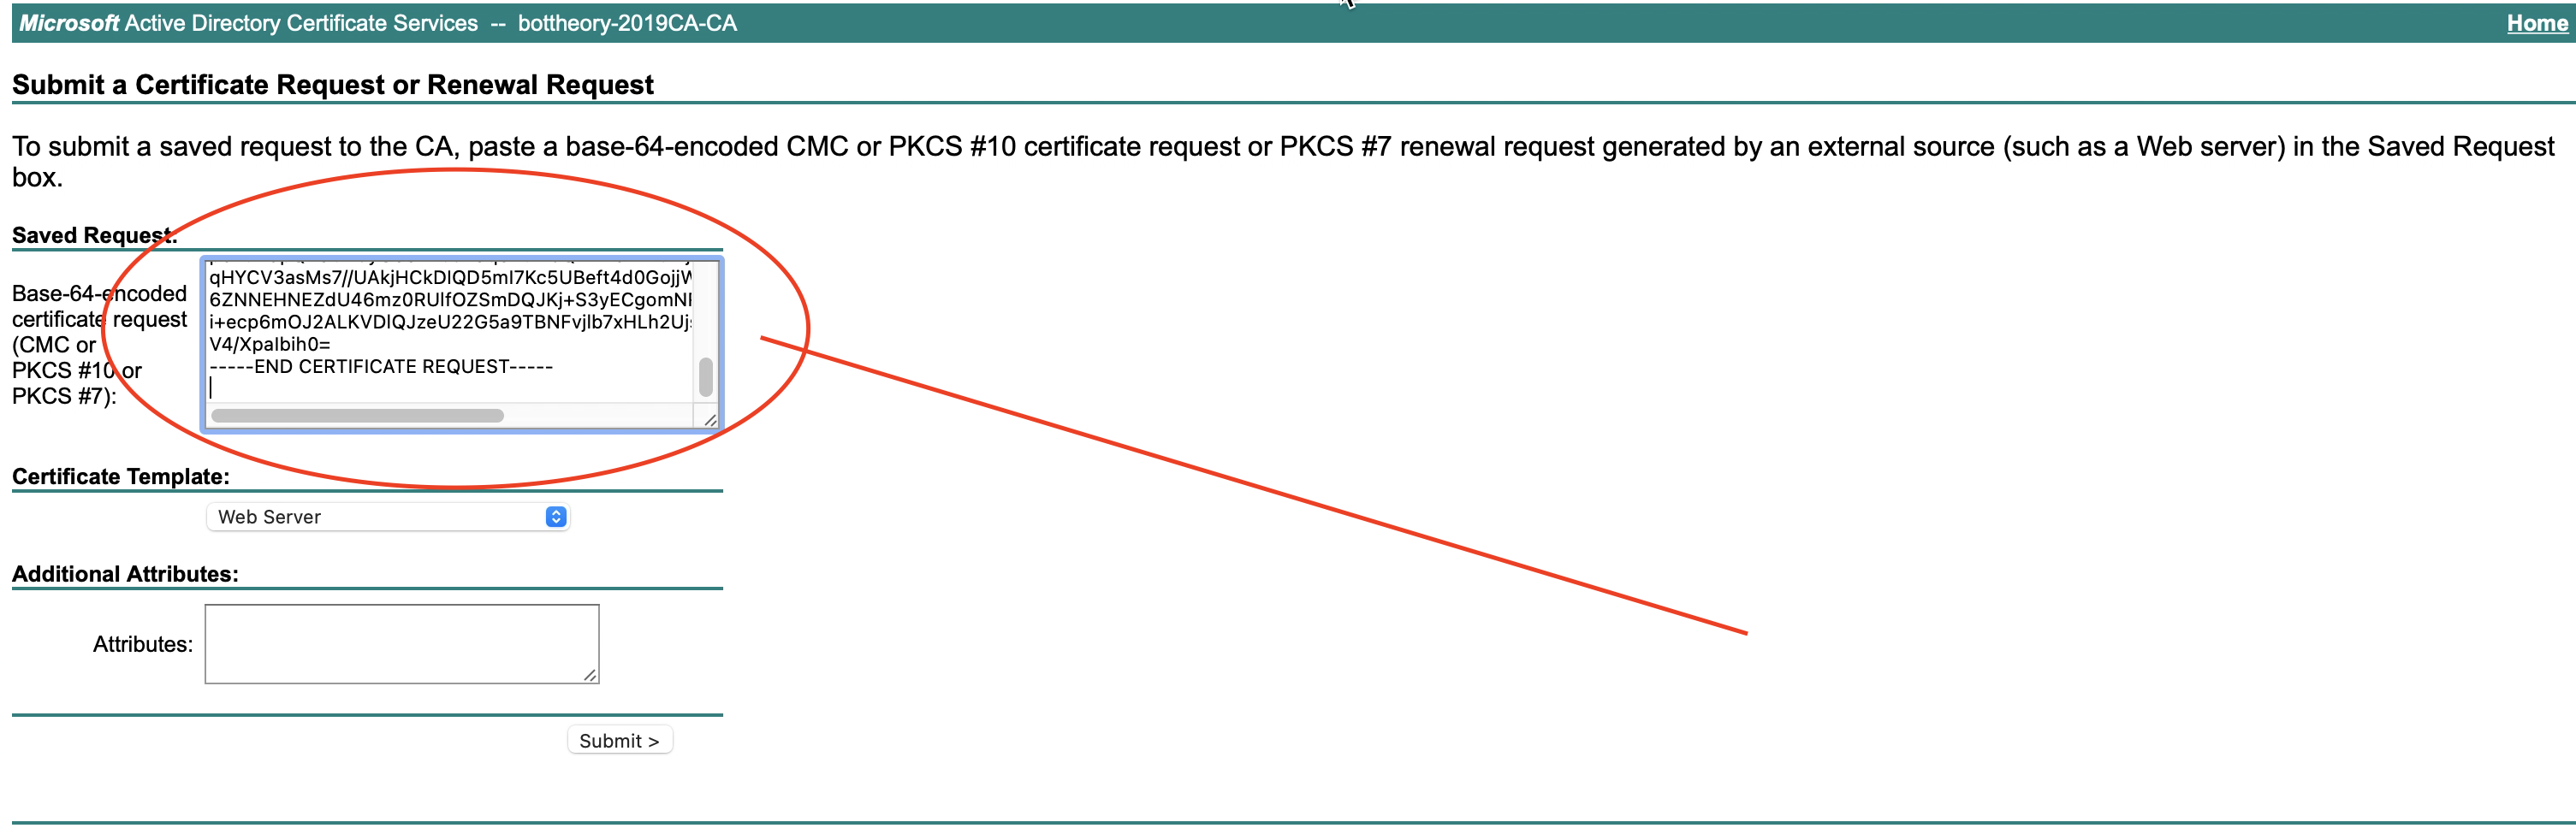 Microsoft Active Directory Certificate Services -- bottheory-2019CA-CA
Home
Submit a Certificate Request or Renewal Request
To submit a saved request to the CA, paste a base-64-encoded CMC or PKCS #10 certificate request or PKCS #7 renewal request generated by an external source (such as a Web server) in the Saved Request
box.
Saved Request:
Base-64-encoded
certificate request
(CMC or
PKCS #10 or
PKCS #7):
qHYCV3asMs7//UAkjHCkDIQD5mI7Kc5UBeft4d0Gojj
6ZNNEHNEZdU46mz0RUlfOZSmDQJKj+S3yECgomN
i+ecp6mOJ2ALKVDIQJzeU22G5a9TBNFvjlb7xHLh2Uj
V4/Xpalbih0=
-----END CERTIFICATE REQUEST-----
Certificate Template:
Web Server
Additional Attributes:
Attributes:
Submit >